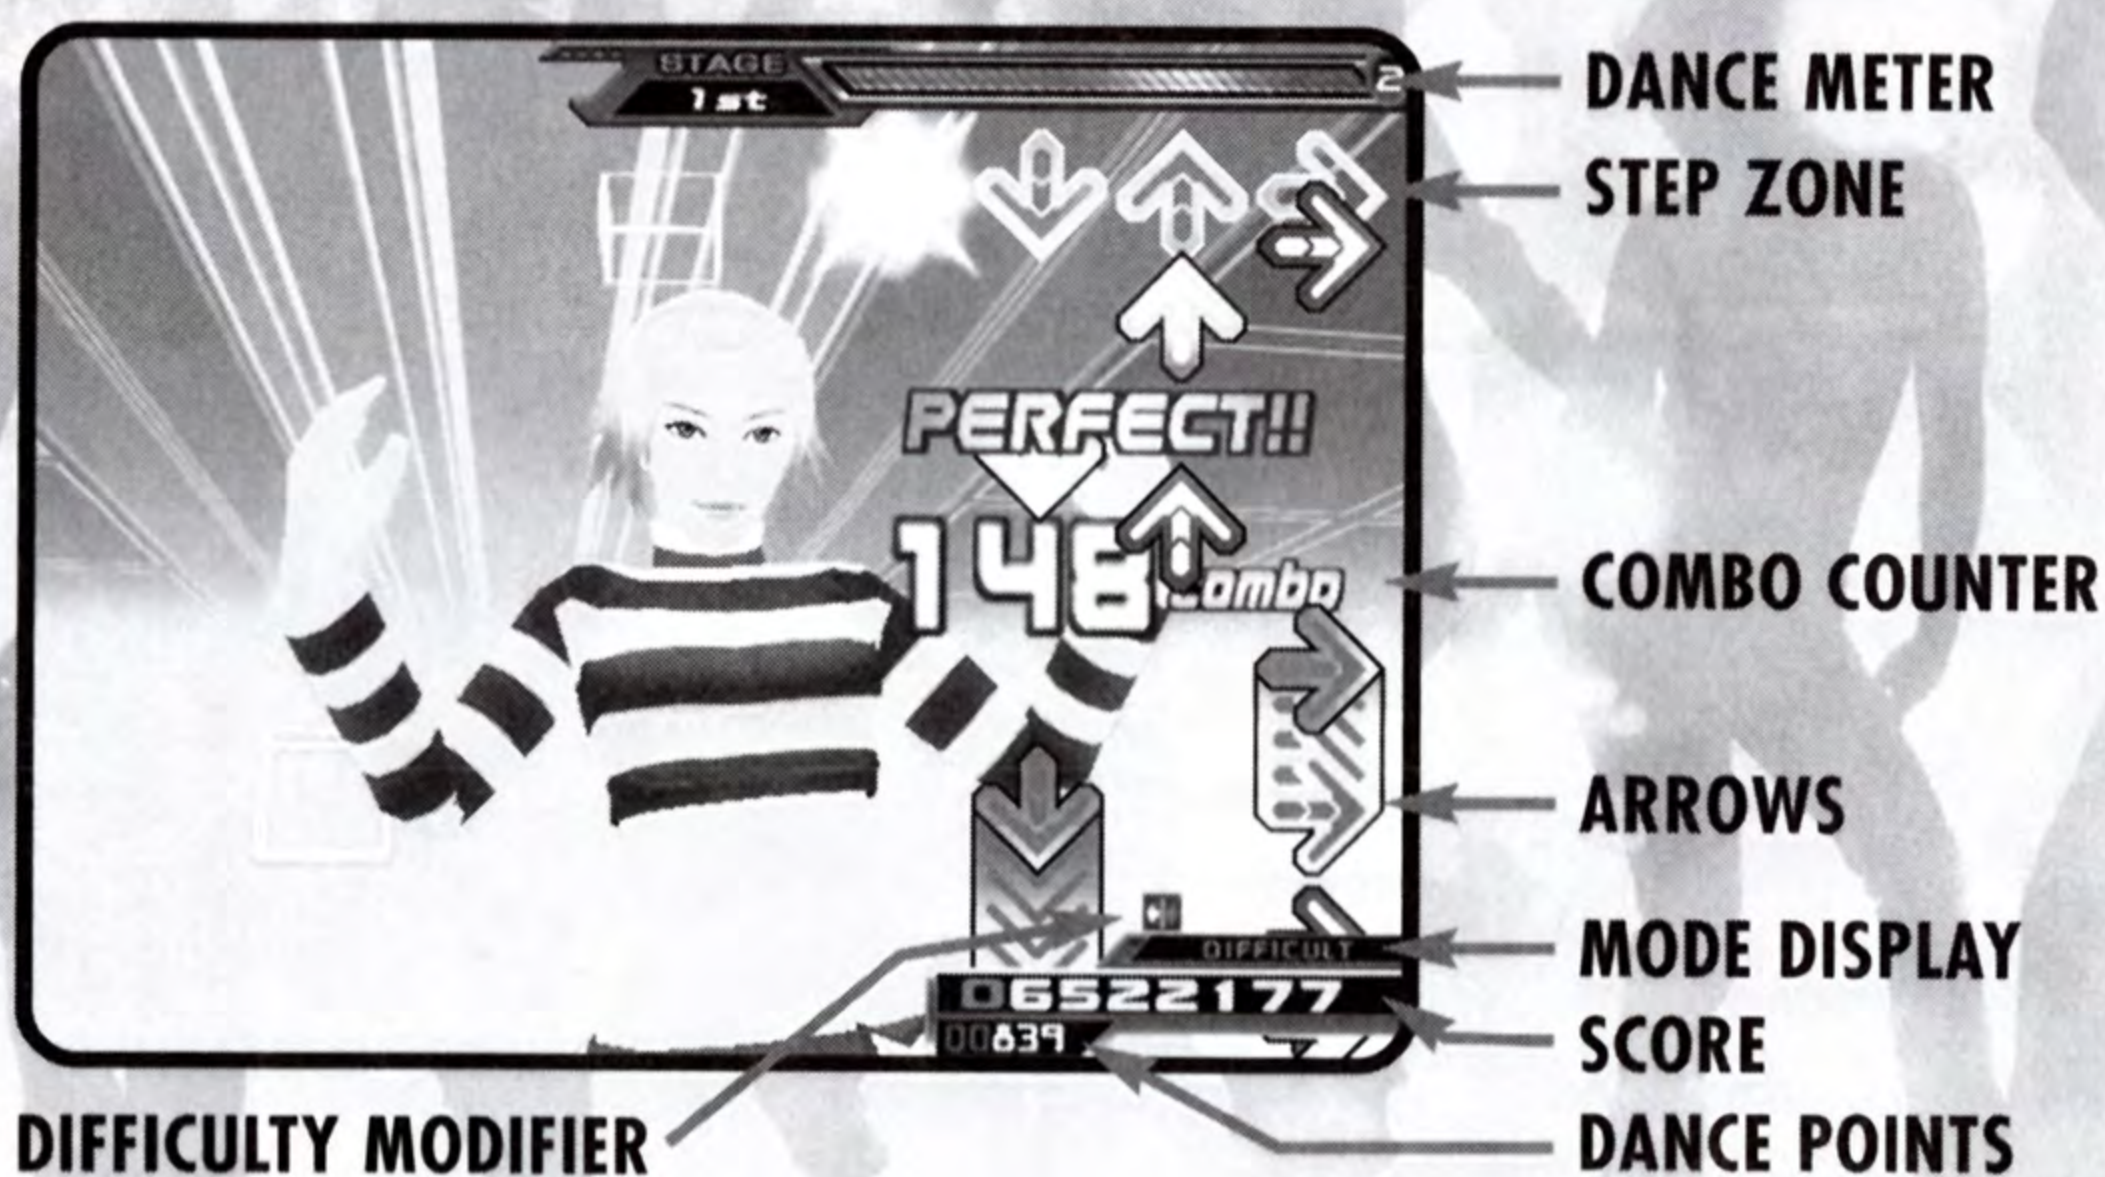 STAGE
1st
2
DANCE METER
STEP ZONE
PERFECT!!
148 Combo
COMBO COUNTER
ARROWS
DIFFICULT
MODE DISPLAY
06522177
SCORE
00839
DIFFICULTY MODIFIER
DANCE POINTS